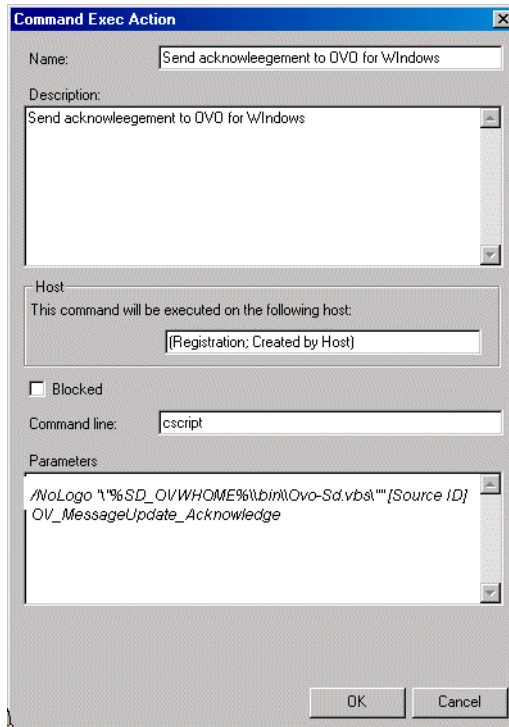 Command Exec Action
Name:
Send acknowleegement to OVO for WIndows
Description:
Send acknowleegement to OVO for WIndows
Host
This command will be executed on the following host:
(Registration; Created by Host)
Blocked
Command line:
cscript
Parameters
/NoLogo "\"%SD_OVWHOME%\\bin\\Ovo-Sd.vbs\"" [Source ID]
OV_MessageUpdate_Acknowledge
OK
Cancel